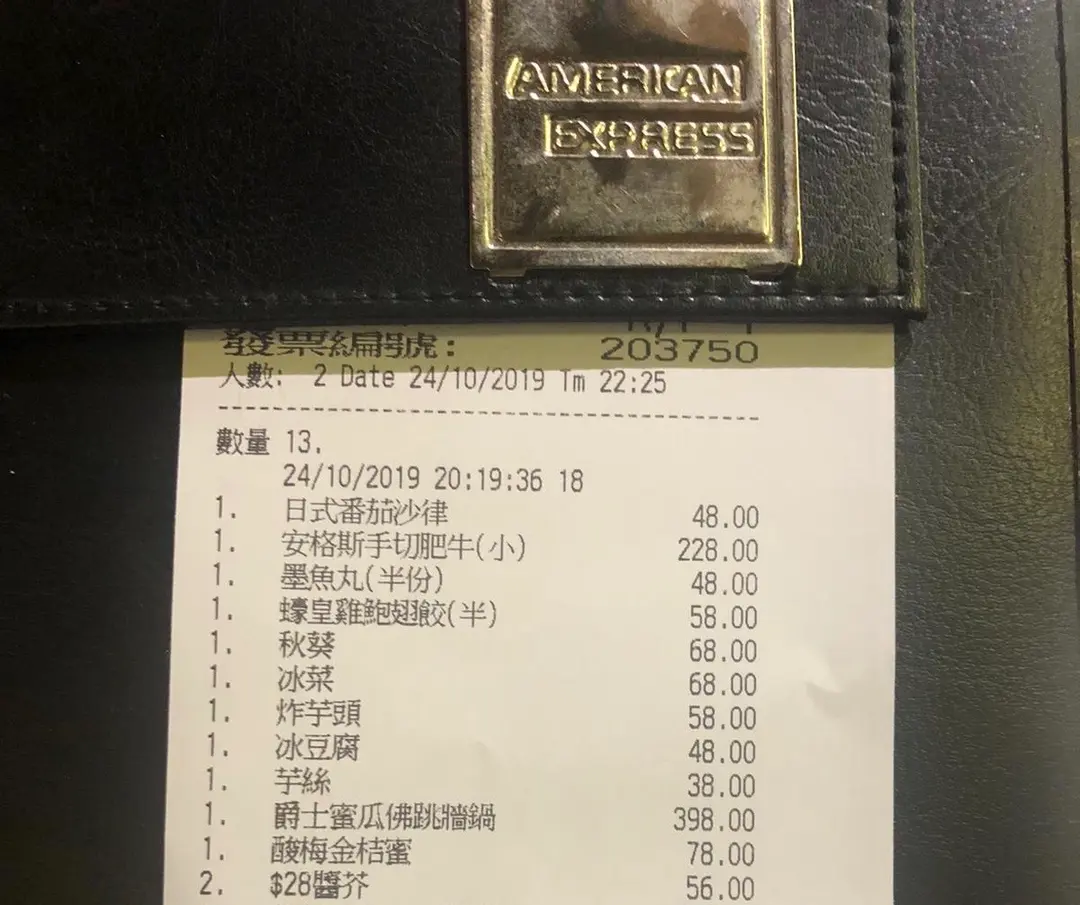 AMERICAN
EXPRESS
發票編號: 203750
人數: 2 Date 24/10/2019 Tm 22:25
數量 13.
24/10/2019 20:19:36 18
1. 日式番茄沙律 48.00
1. 安格斯手切肥牛(小) 228.00
1. 墨魚丸(半份) 48.00
1. 蠔皇雞鮑翅餃(半) 58.00
1. 秋葵 68.00
1. 冰菜 68.00
1. 炸芋頭 58.00
1. 冰豆腐 48.00
1. 芋絲 38.00
1. 爵士蜜瓜佛跳牆鍋 398.00
1. 酸梅金桔蜜 78.00
2. $28醬芥 56.00